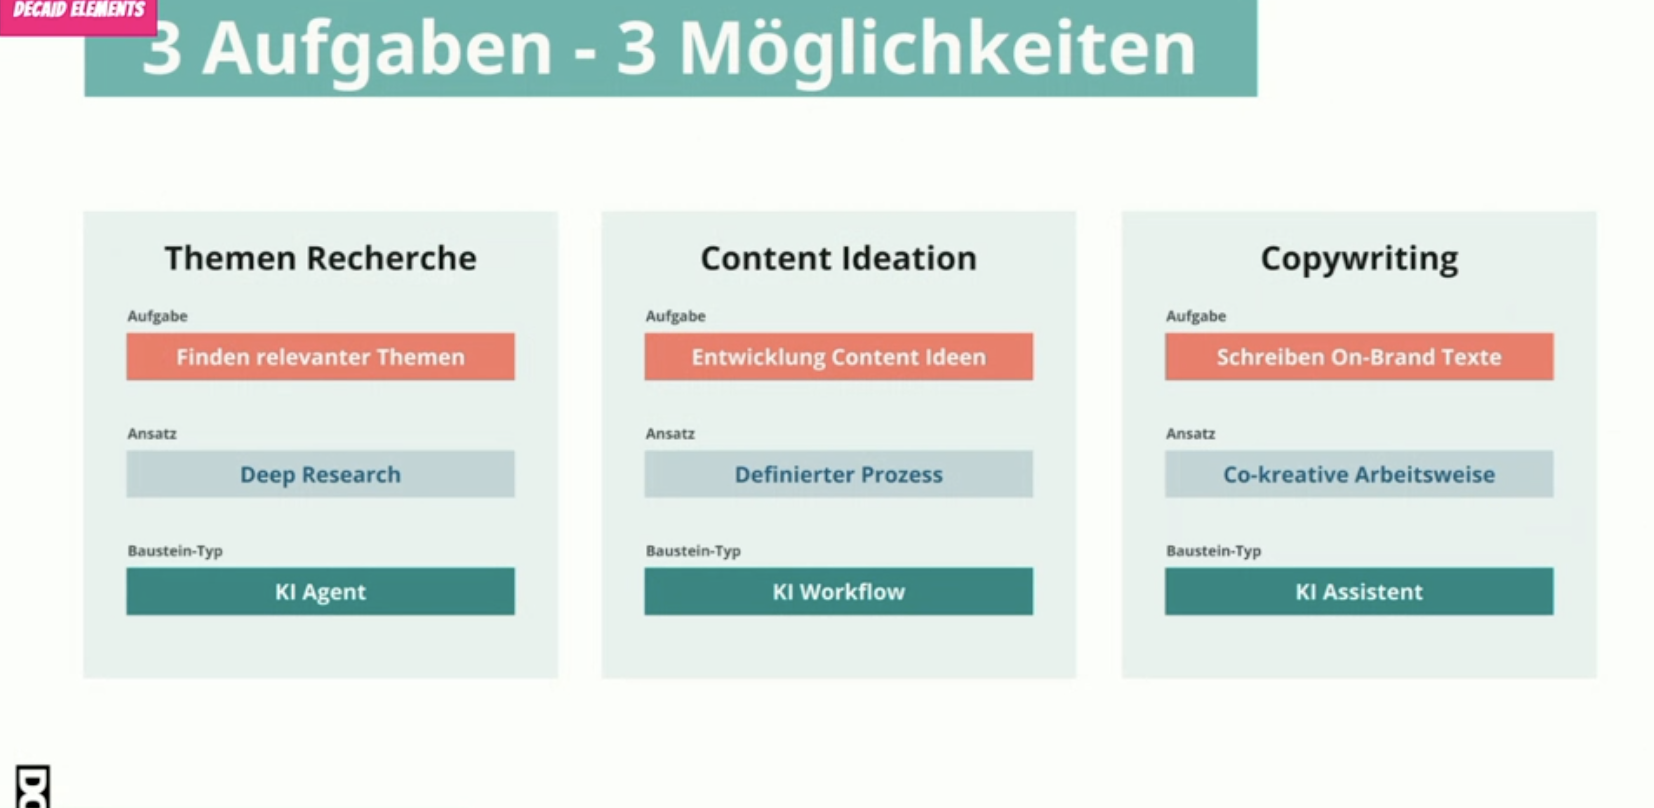 DECAID ELEMENTS
3 Aufgaben - 3 Möglichkeiten
Themen Recherche
Aufgabe
Finden relevanter Themen
Ansatz
Deep Research
Baustein-Typ
KI Agent
Content Ideation
Aufgabe
Entwicklung Content Ideen
Ansatz
Definierter Prozess
Baustein-Typ
KI Workflow
Copywriting
Aufgabe
Schreiben On-Brand Texte
Ansatz
Co-kreative Arbeitsweise
Baustein-Typ
KI Assistent